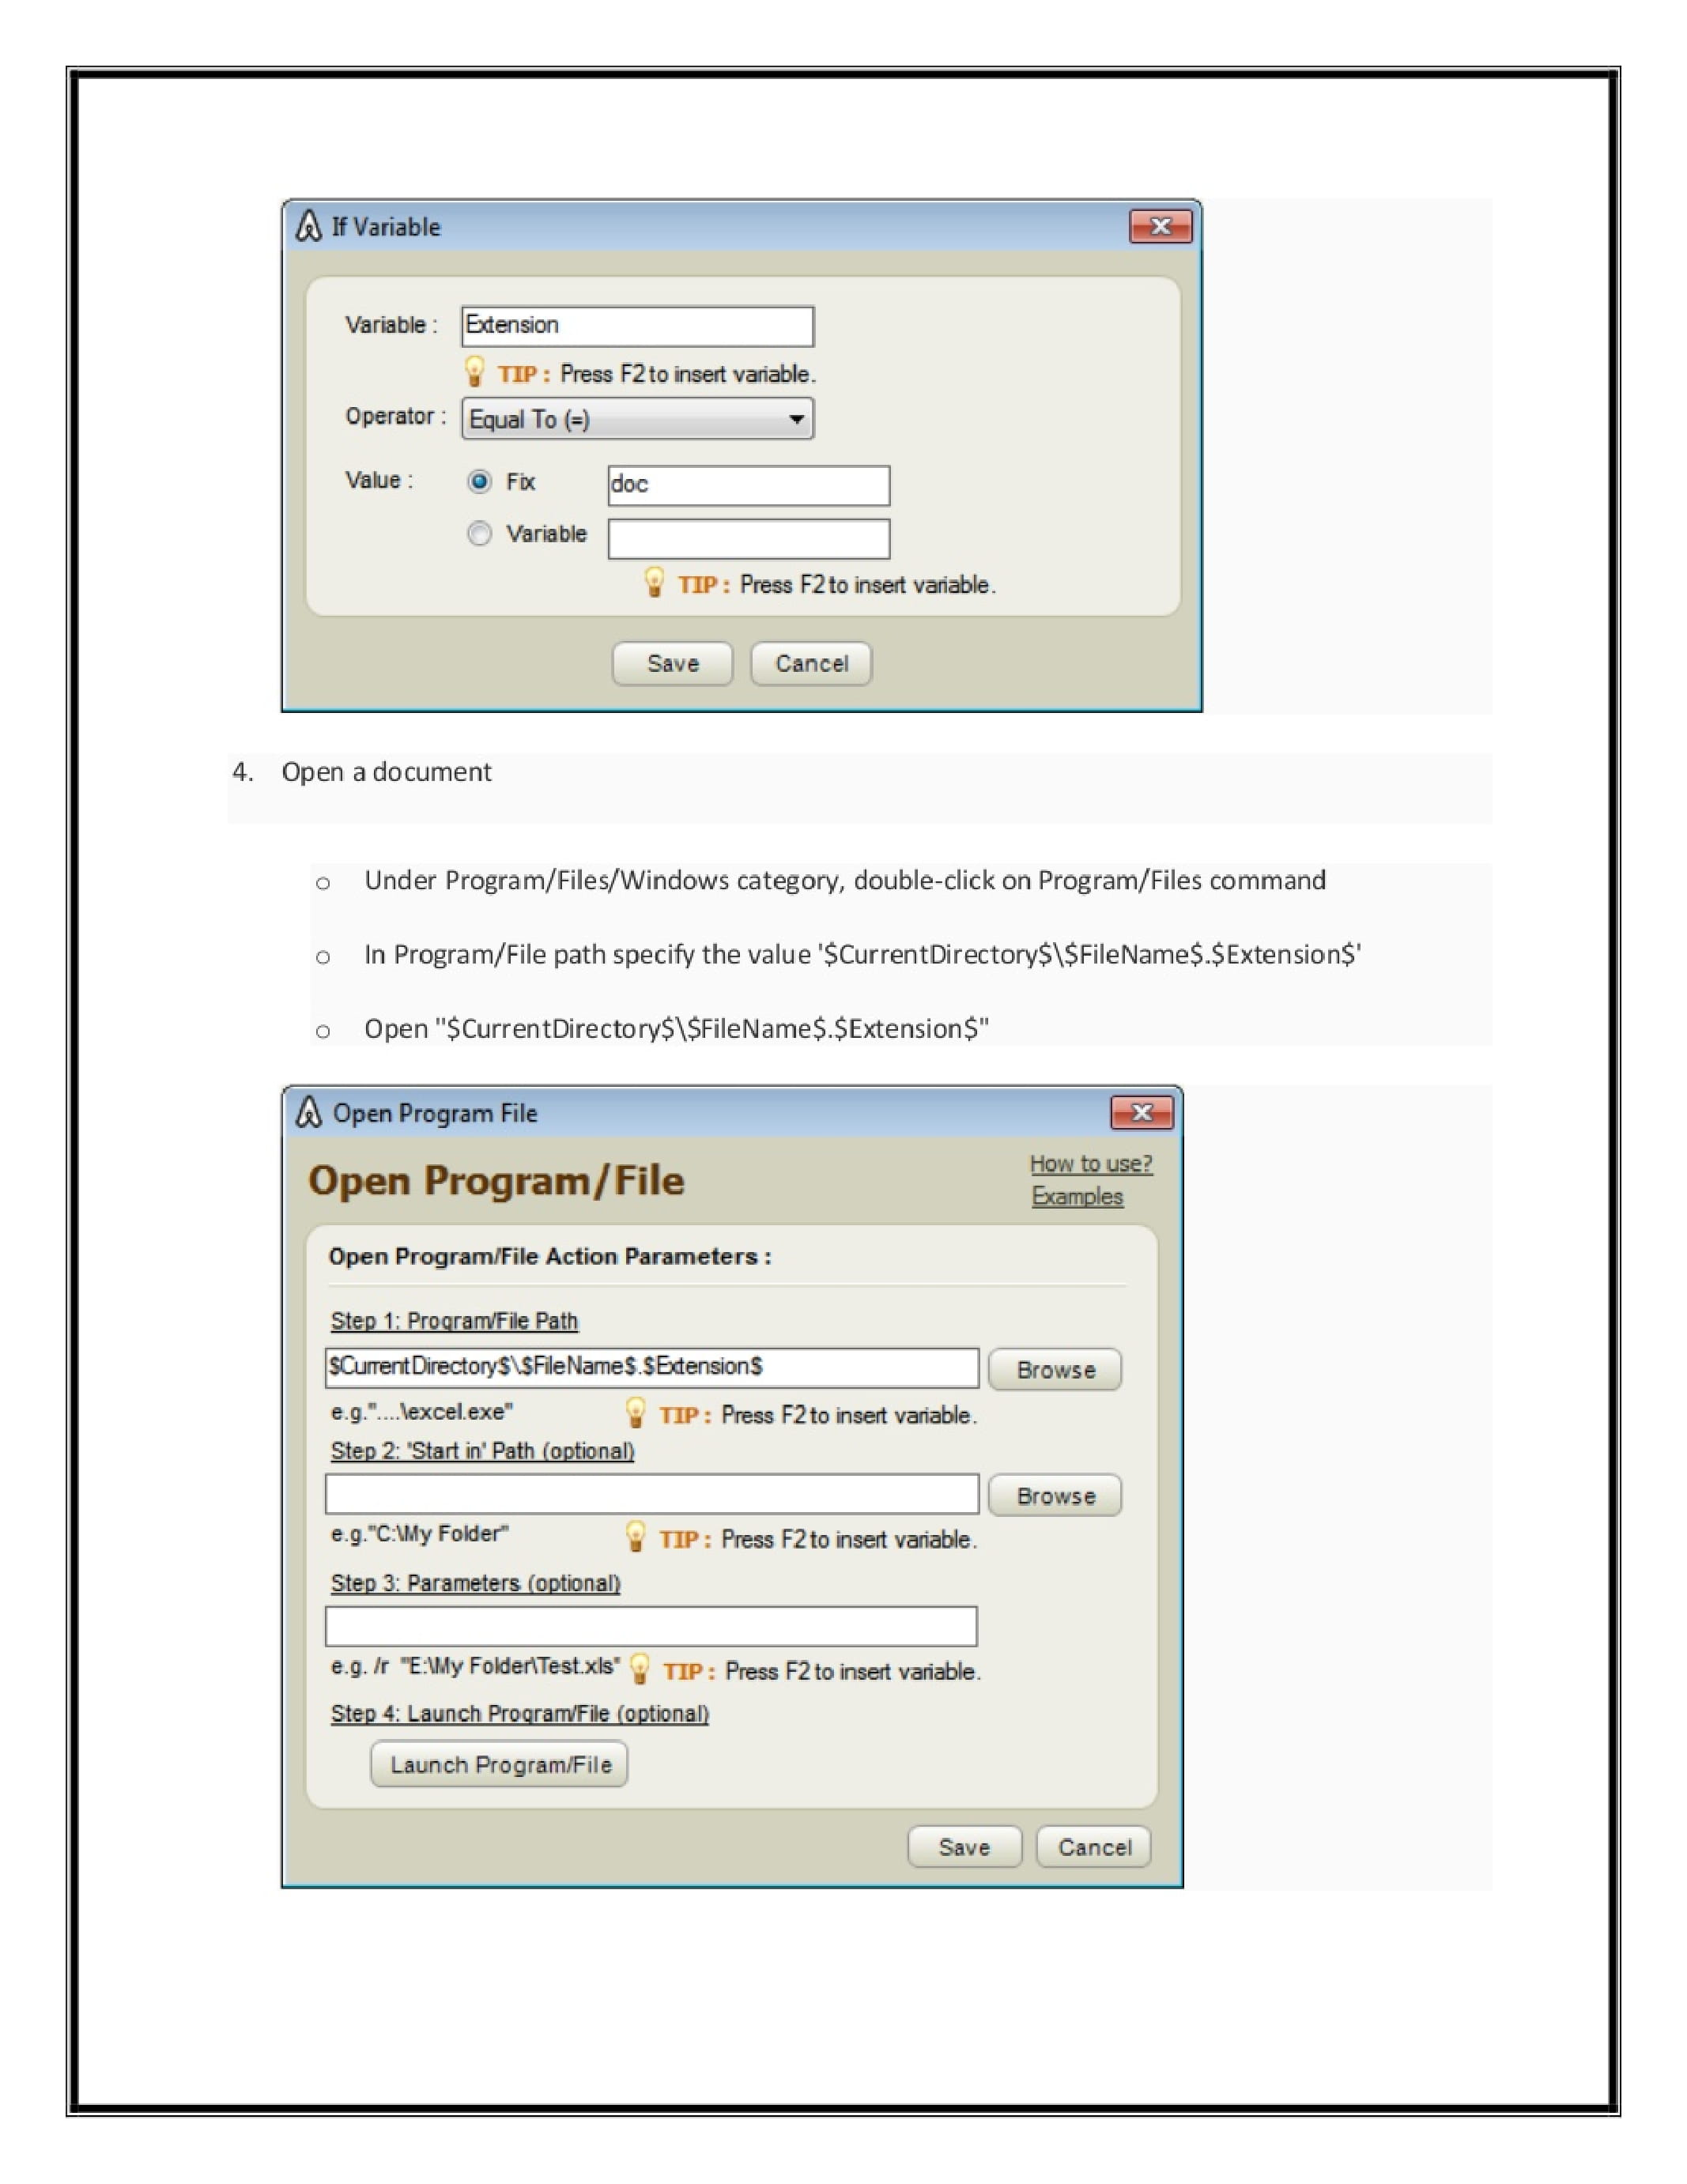 If Variable
Variable : Extension
TIP : Press F2 to insert variable.
Operator : Equal To (=)
Value : Fix doc
Variable
TIP : Press F2 to insert variable.
Save Cancel
4. Open a document
o Under Program/Files/Windows category, double-click on Program/Files command
o In Program/File path specify the value '$CurrentDirectory$\$FileName$.$Extension$'
o Open "$CurrentDirectory$\$FileName$.$Extension$"
Open Program File
Open Program/File How to use?
Examples
Open Program/File Action Parameters :
Step 1: Program/File Path
$CurrentDirectory$\$FileName$.$Extension$ Browse
e.g."....\excel.exe" TIP : Press F2 to insert variable.
Step 2: 'Start in' Path (optional)
Browse
e.g."C:\My Folder" TIP : Press F2 to insert variable.
Step 3: Parameters (optional)
e.g. /r "E:\My Folder\Test.xls" TIP : Press F2 to insert variable.
Step 4: Launch Program/File (optional)
Launch Program/File
Save Cancel